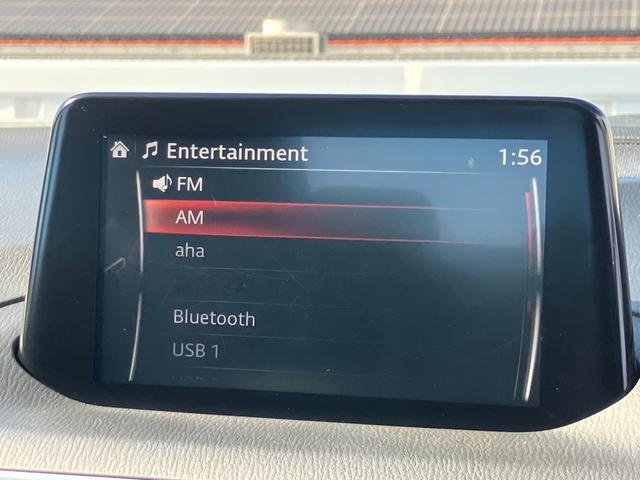 Entertainment 1:56
FM
AM
aha
Bluetooth
USB 1